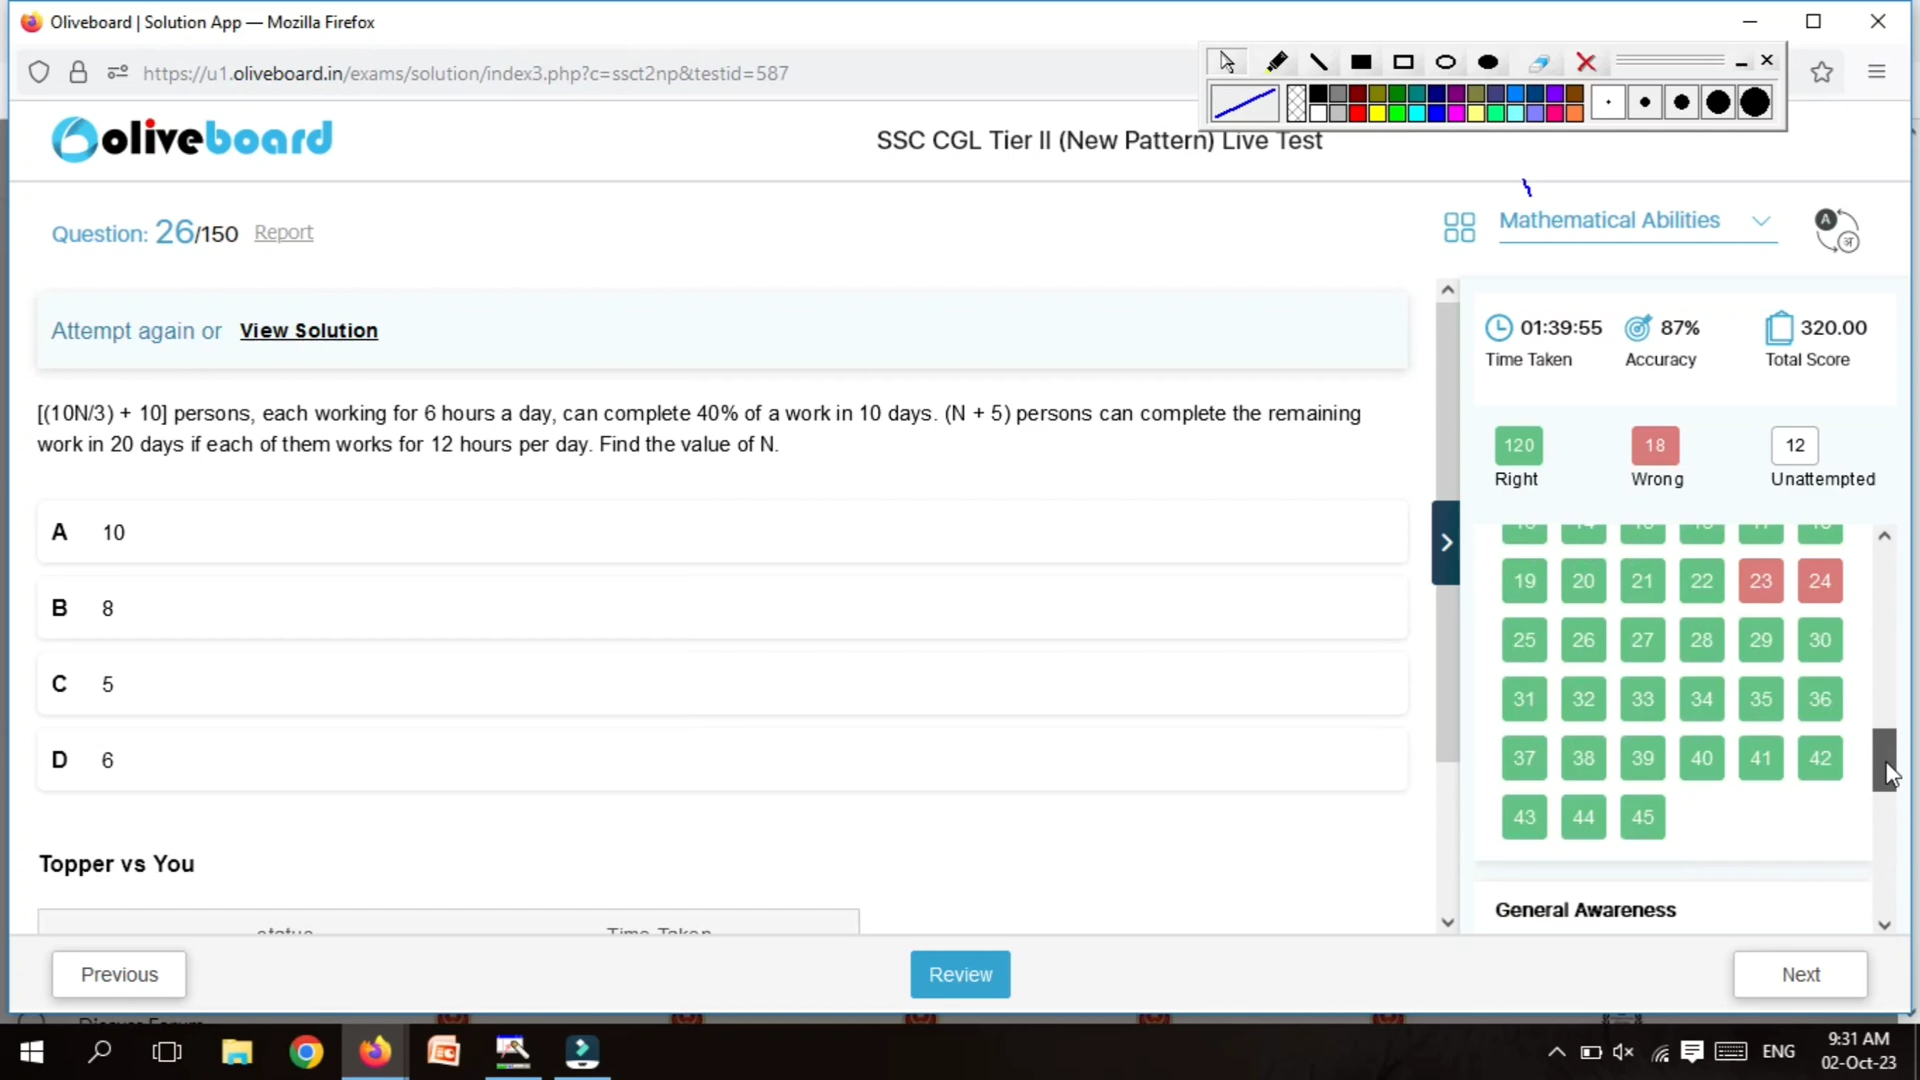 Oliveboard | Solution App — Mozilla Firefox
https://u1.oliveboard.in/exams/solution/index3.php?c=ssct2np&testid=587
oliveboard
SSC CGL Tier II (New Pattern) Live Test
Question: 26/150 Report
Mathematical Abilities
A
अ
Attempt again or View Solution
01:39:55 87% 320.00
Time Taken Accuracy Total Score
[(10N/3) + 10] persons, each working for 6 hours a day, can complete 40% of a work in 10 days. (N + 5) persons can complete the remaining
work in 20 days if each of them works for 12 hours per day. Find the value of N.
120 18 12
Right Wrong Unattempted
A 10
B 8
C 5
D 6
19 20 21 22 23 24
25 26 27 28 29 30
31 32 33 34 35 36
37 38 39 40 41 42
43 44 45
Topper vs You
General Awareness
Previous Review Next
ENG
9:31 AM
02-Oct-23